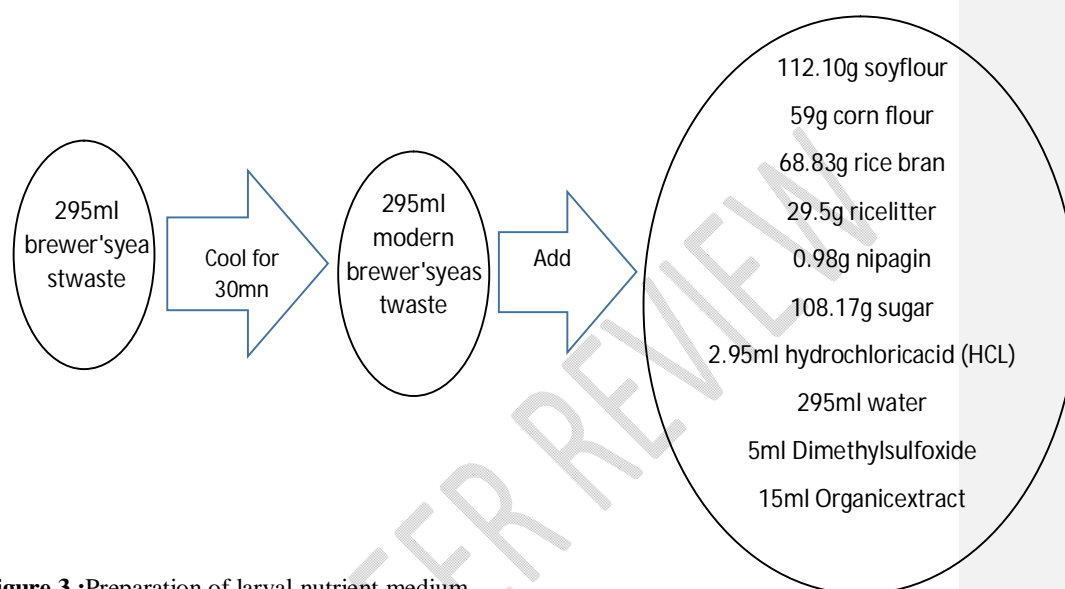 295ml
brewer'syea
stwaste
Cool for
30mn
295ml
modern
brewer'syeas
twaste
Add
112.10g soyflour
59g corn flour
68.83g rice bran
29.5g ricelitter
0.98g nipagin
108.17g sugar
2.95ml hydrochloricacid (HCL)
295ml water
5ml Dimethylsulfoxide
15ml Organicextract
ER REVIEW
igure 3 :Preparation of larval nutrient medium